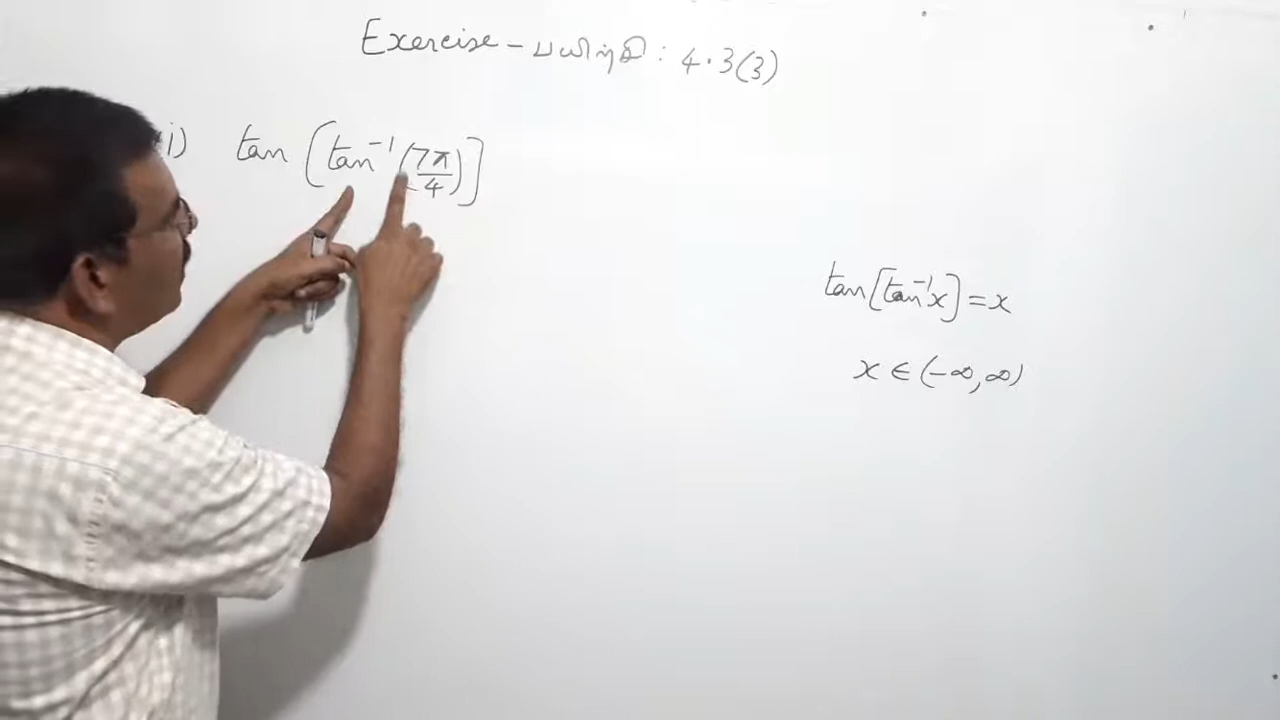 Exercise – பயிற்சி : 4.3(3)
i) tan [tan⁻¹(7π/4)]
tan[tan⁻¹x] = x
x ∈ (-∞, ∞)